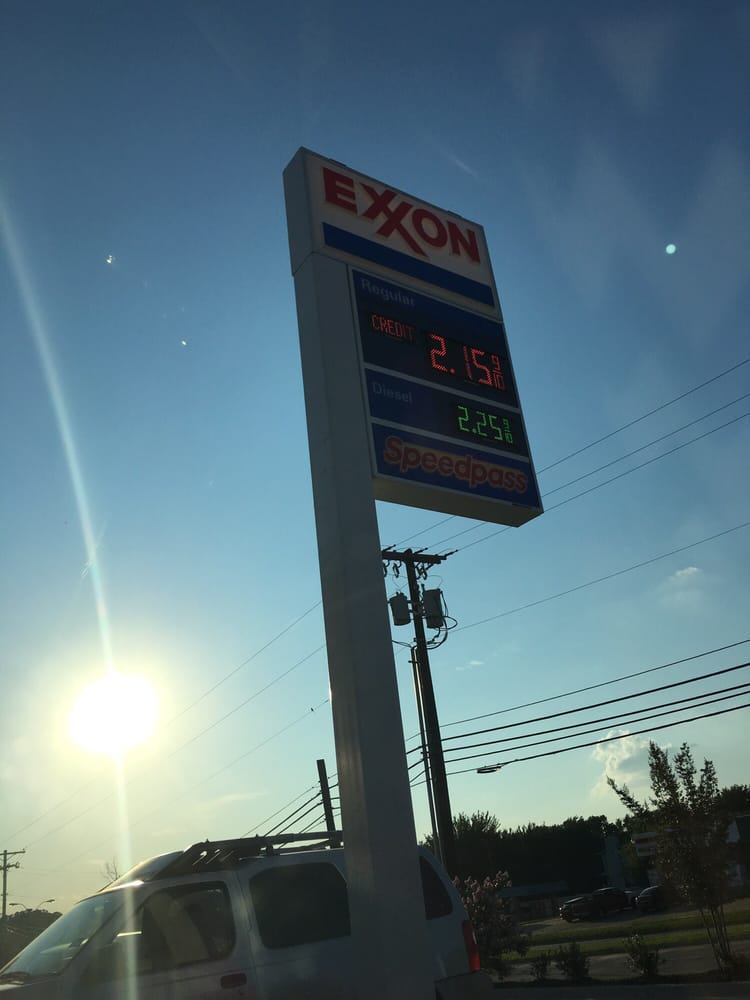 EXXON
Regular
CREDIT 2.15 9/10
Diesel
2.25 9/10
Speedpass